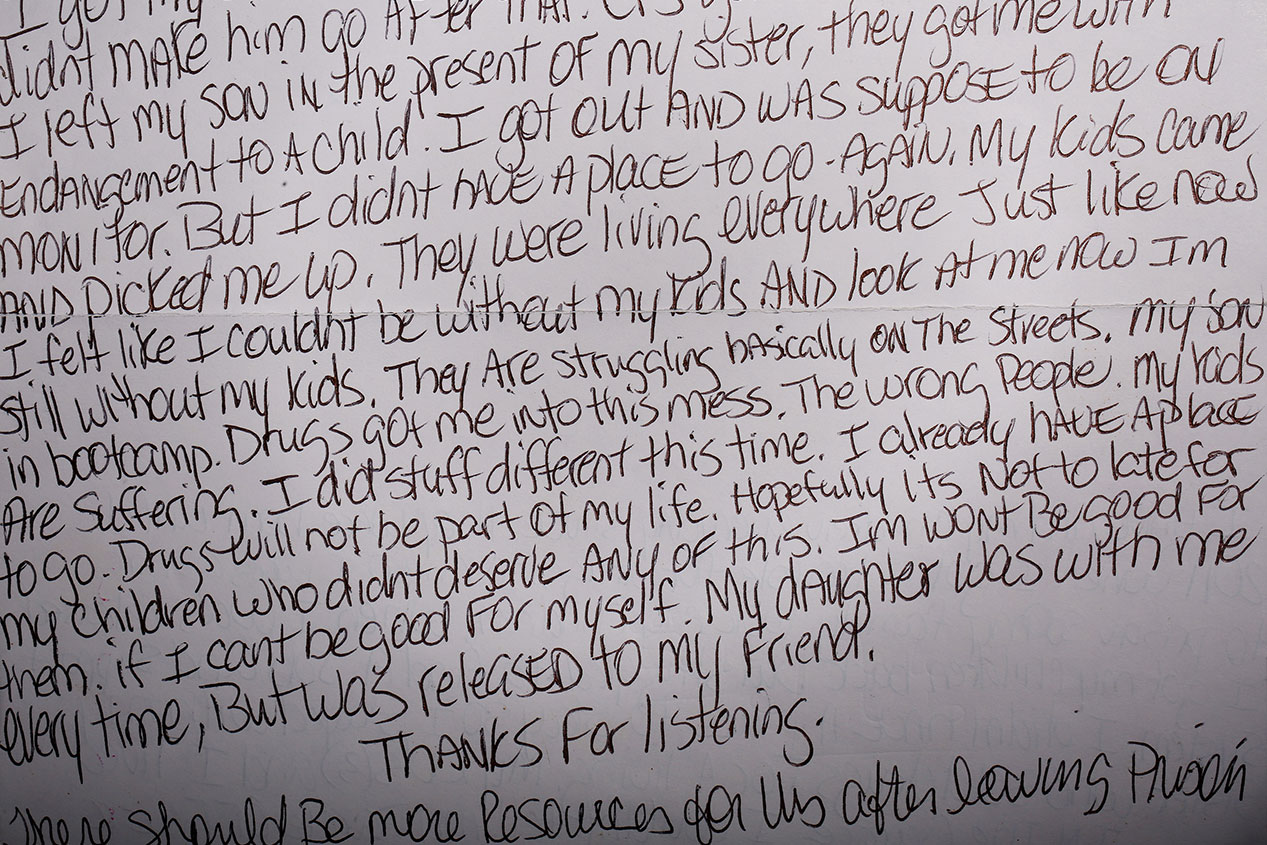 I got my
didnt make him go After that.
I left my son in the present of my sister, they got me with
Endangement to A child. I got out AND was suppose to be on
monitor. But I didnt have A place to go - Again. My kids came
AND picked me up. They were living everywhere Just like now
I felt like I couldnt be without my kids AND look At me now Im
still without my kids. They Are struggling basically on The streets. my son
in bootcamp. Drugs got me into this mess. The wrong People. my kids
Are suffering. I did stuff different this time. I already have A place
to go. Drugs will not be part of my life. Hopefully its Not to late for
my children who didnt deserve Any of this. Im wont Be good For
them. if I cant be good For myself. My daughter was with me
every time, But was released to my Friend.
THANKS For listening.
There should Be more Resources for Us after leaving Prison